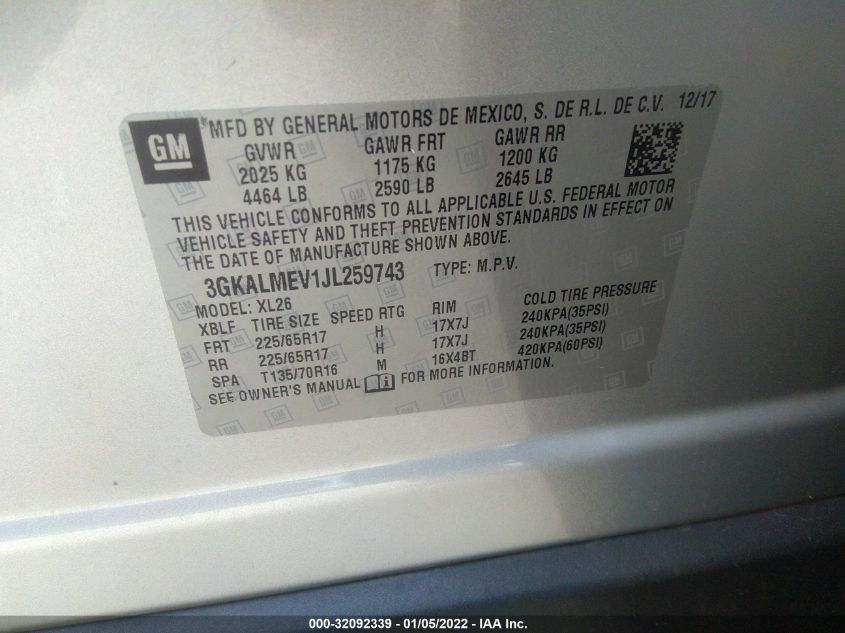 GM
MFD BY GENERAL MOTORS DE MEXICO, S. DE R.L. DE C.V. 12/17
GVWR GAWR FRT GAWR RR
2025 KG 1175 KG 1200 KG
4464 LB 2590 LB 2645 LB
THIS VEHICLE CONFORMS TO ALL APPLICABLE U.S. FEDERAL MOTOR
VEHICLE SAFETY AND THEFT PREVENTION STANDARDS IN EFFECT ON
THE DATE OF MANUFACTURE SHOWN ABOVE.
3GKALMEV1JL259743 TYPE: M.P.V.
MODEL: XL26
XBLF TIRE SIZE SPEED RTG RIM COLD TIRE PRESSURE
FRT 225/65R17 H 17X7J 240KPA(35PSI)
RR 225/65R17 H 17X7J 240KPA(35PSI)
SPA T135/70R16 M 16X4BT 420KPA(60PSI)
SEE OWNER'S MANUAL FOR MORE INFORMATION.
000-32092339 - 01/05/2022 - IAA Inc.